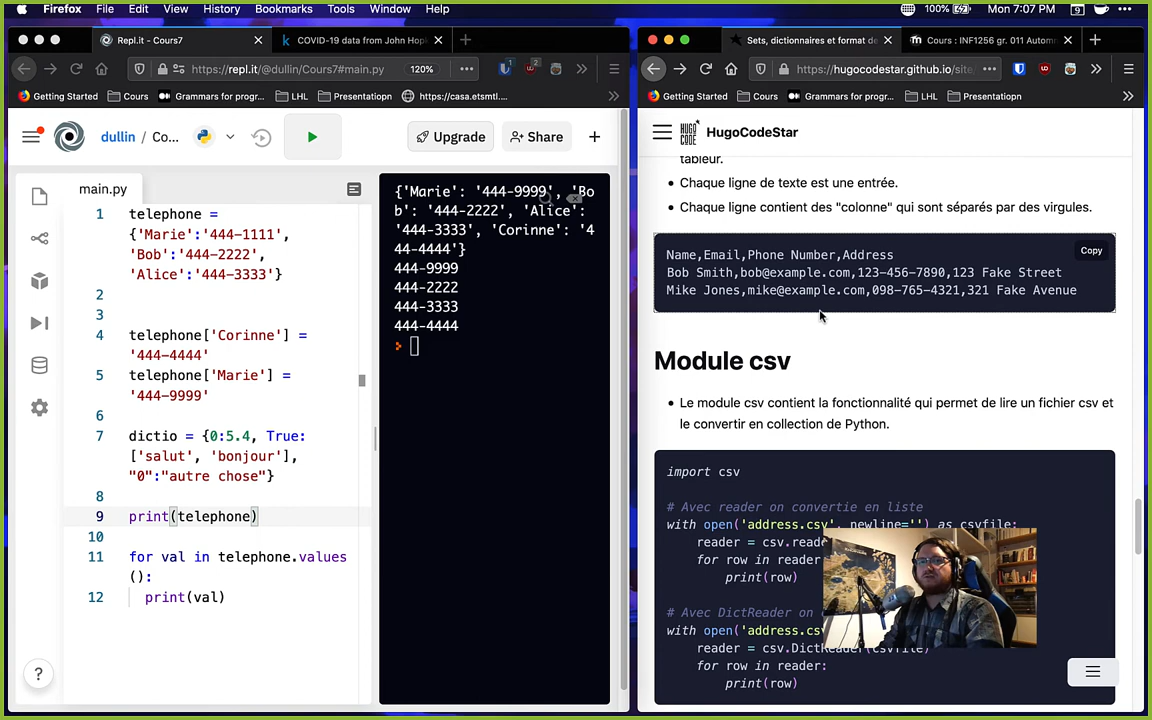 Firefox File Edit View History Bookmarks Tools Window Help
100% Mon 7:07 PM 9
Repl.it - Cours7
COVID-19 data from John Hop
https://repl.it/@dullin/Cours7#main.py 120%
Getting Started Cours Grammars for progr... LHL Presentatiopn https://casa.etsmtl....
dullin / Co... Upgrade Share
main.py
1 telephone =
{'Marie':'444-1111',
'Bob':'444-2222',
'Alice':'444-3333'}
2
3
4 telephone['Corinne'] =
'444-4444'
5 telephone['Marie'] =
'444-9999'
6
7 dictio = {0:5.4, True:
['salut', 'bonjour'],
"0":"autre chose"}
8
9 print(telephone)
10
11 for val in telephone.values
():
12 print(val)
?
{'Marie': '444-9999', 'Bo
b': '444-2222', 'Alice':
'444-3333', 'Corinne': '4
44-4444'}
444-9999
444-2222
444-3333
444-4444
>
Sets, dictionaires et format de
Cours : INF1256 gr. 011 Autom
https://hugocodestar.github.io/site
Getting Started Cours Grammars for progr... LHL Presentatiopn
HUGO CODE HugoCodeStar
tableur.
Chaque ligne de texte est une entrée.
Chaque ligne contient des "colonne" qui sont séparés par des virgules.
Copy
Name,Email,Phone Number,Address
Bob Smith,bob@example.com,123-456-7890,123 Fake Street
Mike Jones,mike@example.com,098-765-4321,321 Fake Avenue
Module csv
Le module csv contient la fonctionnalité qui permet de lire un fichier csv et
le convertir en collection de Python.
import csv
# Avec reader on convertie en liste
with open('address.csv', newline='') as csvfile:
reader = csv.reade
for row in reader
print(row)
# Avec DictReader on
with open('address.cs
reader = csv.DictReader(csvfile)
for row in reader:
print(row)